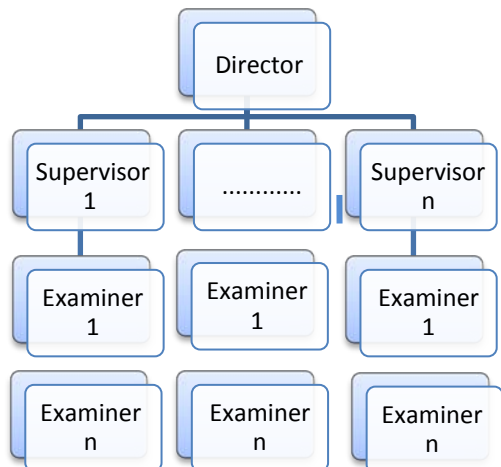 Director
Supervisor
1
............
Supervisor
n
Examiner
1
Examiner
1
Examiner
1
Examiner
n
Examiner
n
Examiner
n